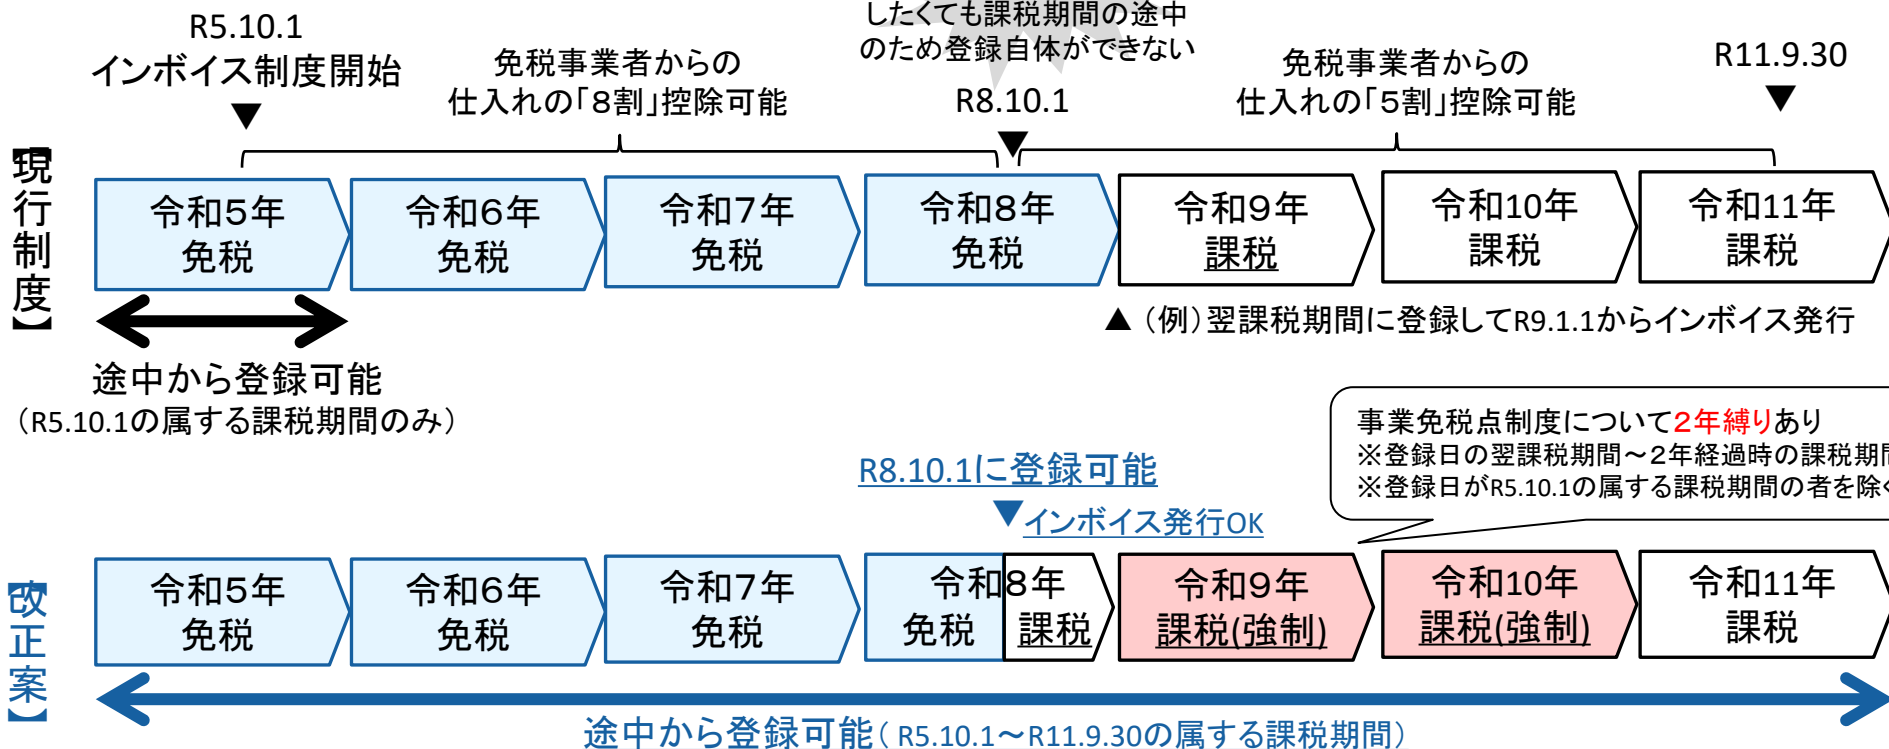 したくても課税期間の途中
のため登録自体ができない
R5.10.1
インボイス制度開始
▼
免税事業者からの
仕入れの「８割」控除可能
R8.10.1
▼
免税事業者からの
仕入れの「５割」控除可能
R11.9.30
▼
【現行制度】
令和５年
免税
令和６年
免税
令和７年
免税
令和８年
免税
令和９年
課税
令和10年
課税
令和11年
課税
▲（例）翌課税期間に登録してR9.1.1からインボイス発行
途中から登録可能
（R5.10.1の属する課税期間のみ）
事業免税点制度について２年縛りあり
※登録日の翌課税期間～２年経過時の課税期間
※登録日がR5.10.1の属する課税期間の者を除く
R8.10.1に登録可能
▼インボイス発行OK
【改正案】
令和５年
免税
令和６年
免税
令和７年
免税
令和８年
免税 課税
令和９年
課税(強制)
令和10年
課税(強制)
令和11年
課税
途中から登録可能（R5.10.1～R11.9.30の属する課税期間）